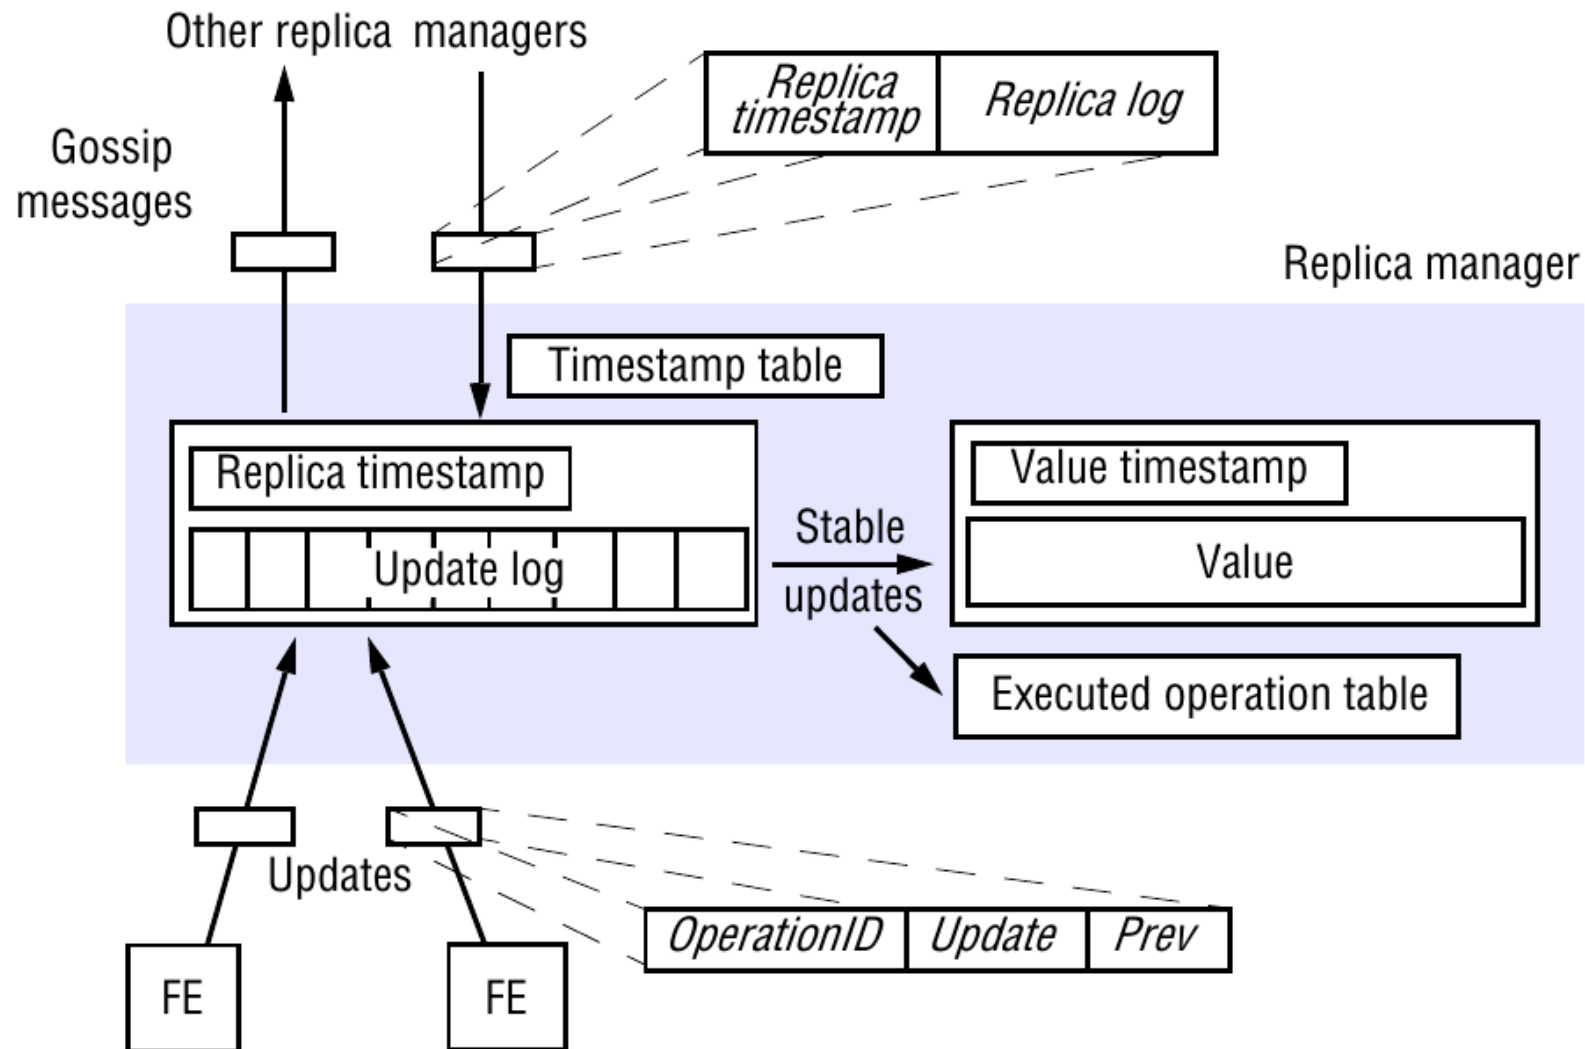 Other replica managers
Replica
timestamp
Replica log
Gossip
messages
Replica manager
Timestamp table
Replica timestamp
Update log
Stable
updates
Value timestamp
Value
Executed operation table
Updates
OperationID
Update
Prev
FE
FE